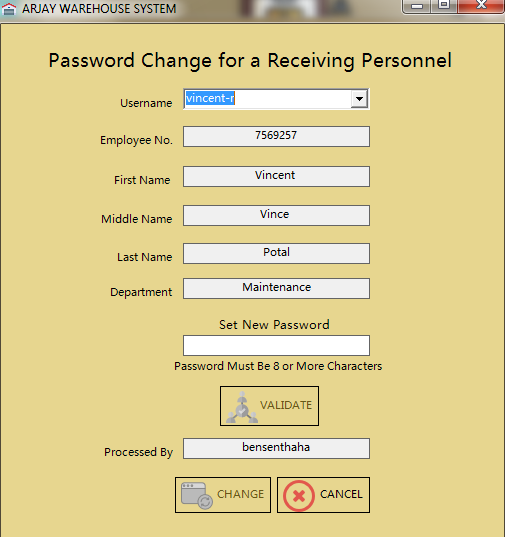 ARJAY WAREHOUSE SYSTEM
Password Change for a Receiving Personnel
Username vincent-r
Employee No. 7569257
First Name Vincent
Middle Name Vince
Last Name Potal
Department Maintenance
Set New Password
Password Must Be 8 or More Characters
VALIDATE
Processed By bensenthaha
CHANGE CANCEL